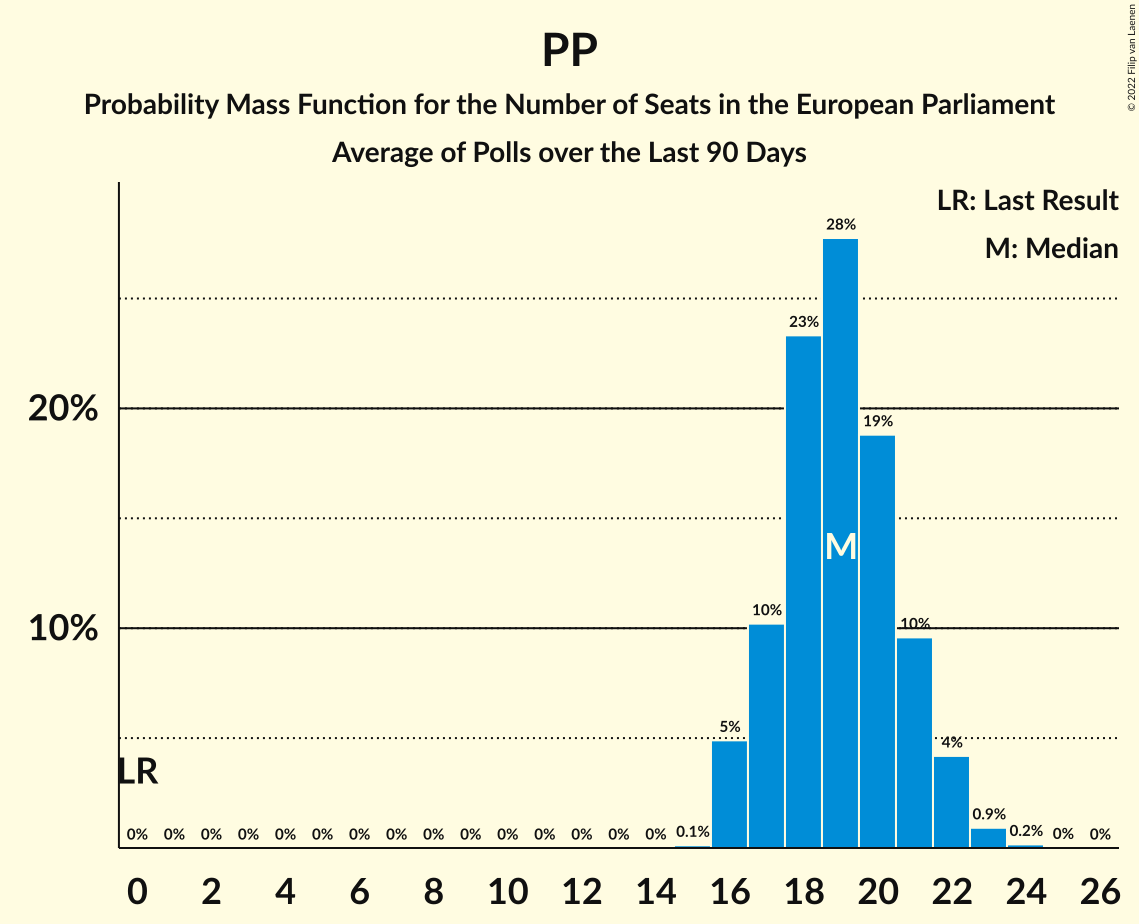 © 2022 Filip van Laenen
PP
Probability Mass Function for the Number of Seats in the European Parliament
Average of Polls over the Last 90 Days
LR: Last Result
M: Median
28%
23%
20%
19%
M
10%
10%
10%
5%
4%
LR
0% 0% 0% 0% 0% 0% 0% 0% 0% 0% 0% 0% 0% 0% 0% 0.1% 0.9% 0.2% 0% 0%
0 2 4 6 8 10 12 14 16 18 20 22 24 26